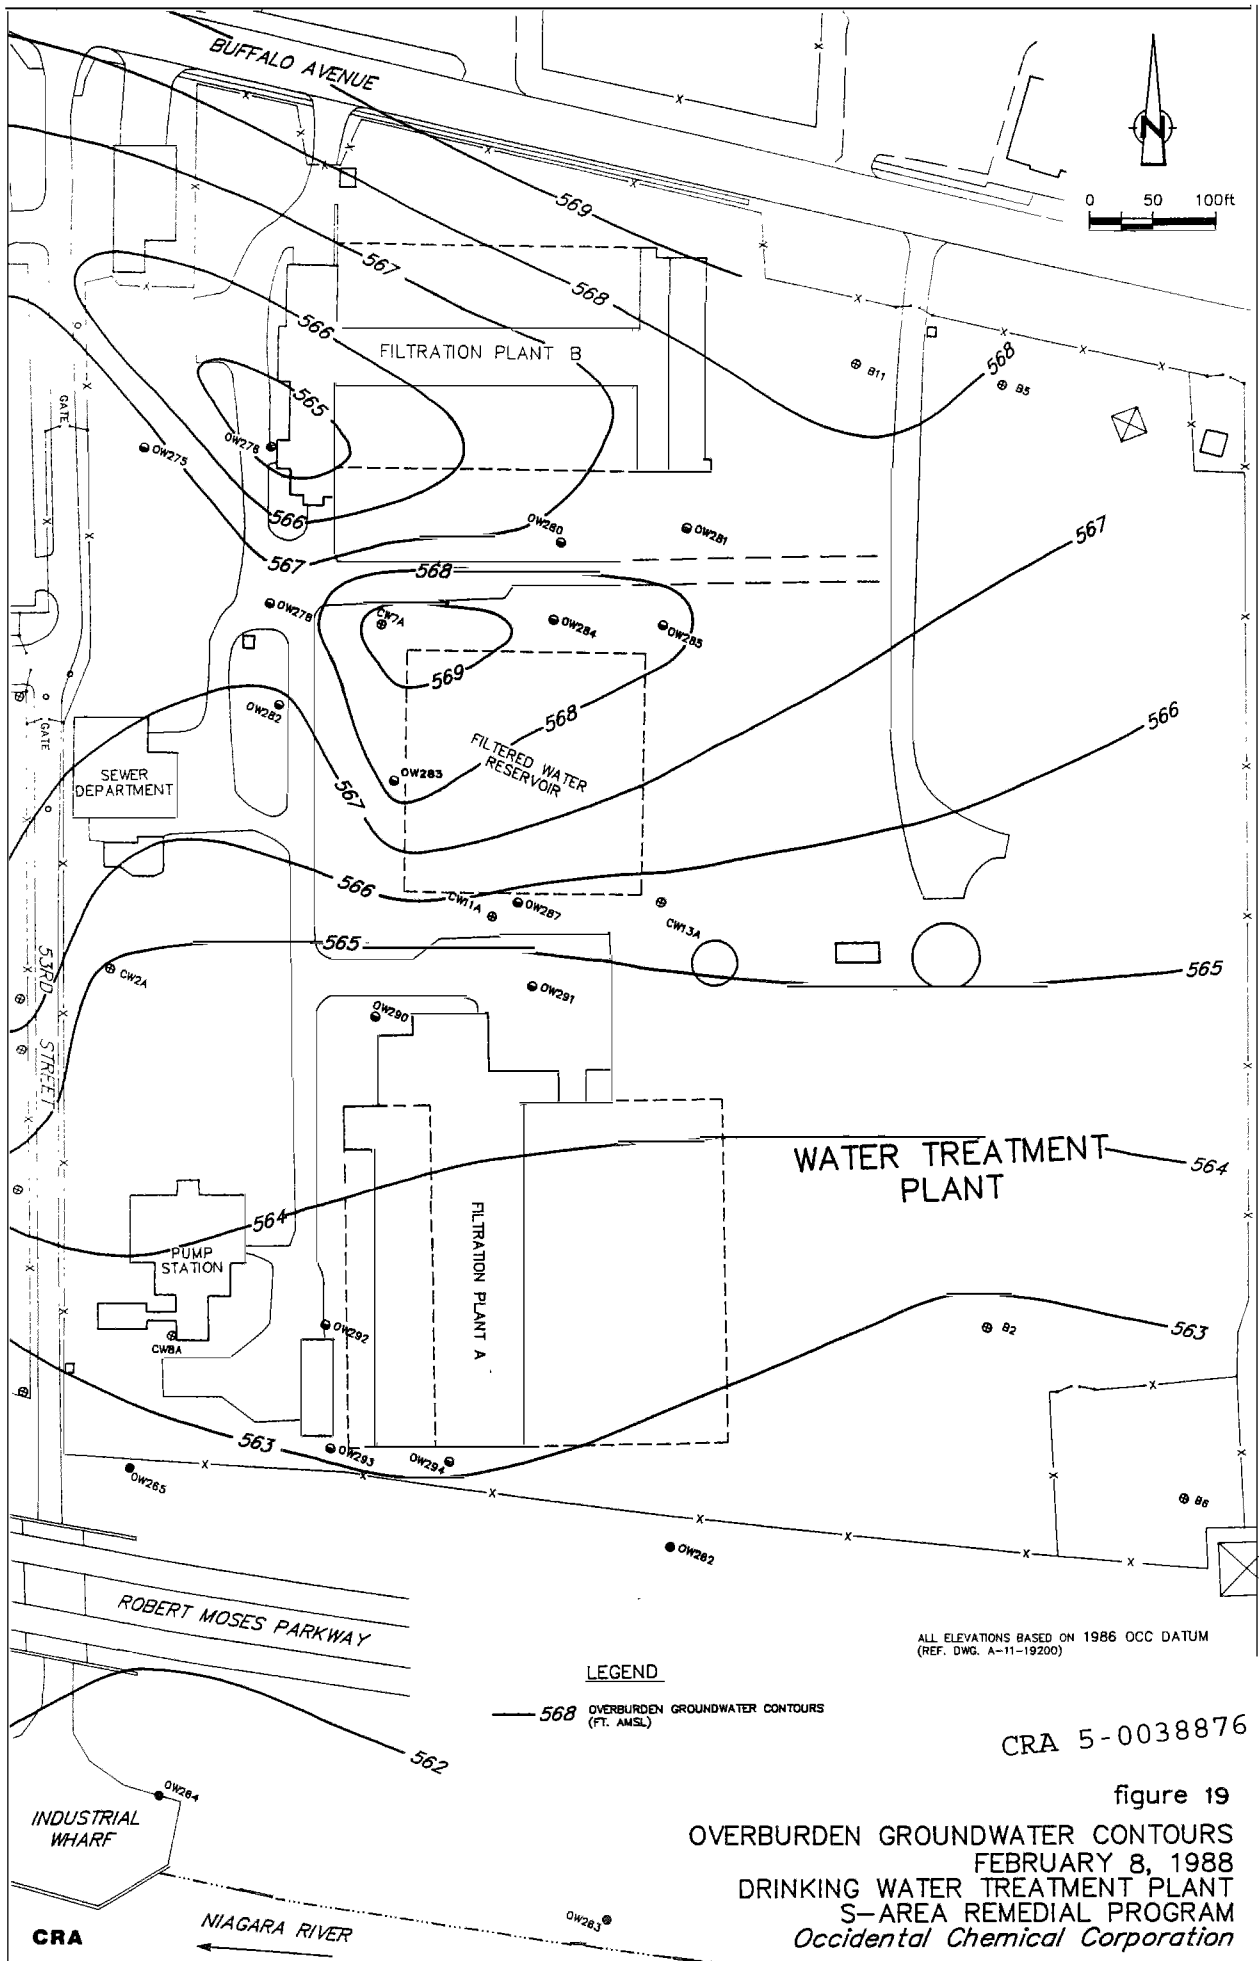 BUFFALO AVENUE
N
0 50 100ft
569
568
567
566
565
FILTRATION PLANT B
568
B11
B5
GATE
OW275
OW276
566
567
OW280
OW281
568
567
OW278
CW7A
OW284
OW285
569
568
566
OW282
GATE
SEWER
DEPARTMENT
567
OW283
FILTERED WATER
RESERVOIR
566
CW11A
OW287
CW13A
565
565
53RD STREET
CW2A
OW291
OW290
WATER TREATMENT
PLANT
564
564
PUMP
STATION
FILTRATION PLANT A
OW292
CW8A
B2
563
563
OW293
OW294
OW265
B6
OW262
ROBERT MOSES PARKWAY
ALL ELEVATIONS BASED ON 1986 OCC DATUM
(REF. DWG. A-11-19200)
LEGEND
568 OVERBURDEN GROUNDWATER CONTOURS
(FT. AMSL)
562
CRA 5-0038876
OW264
INDUSTRIAL
WHARF
figure 19
OVERBURDEN GROUNDWATER CONTOURS
FEBRUARY 8, 1988
DRINKING WATER TREATMENT PLANT
S-AREA REMEDIAL PROGRAM
Occidental Chemical Corporation
OW263
NIAGARA RIVER
CRA